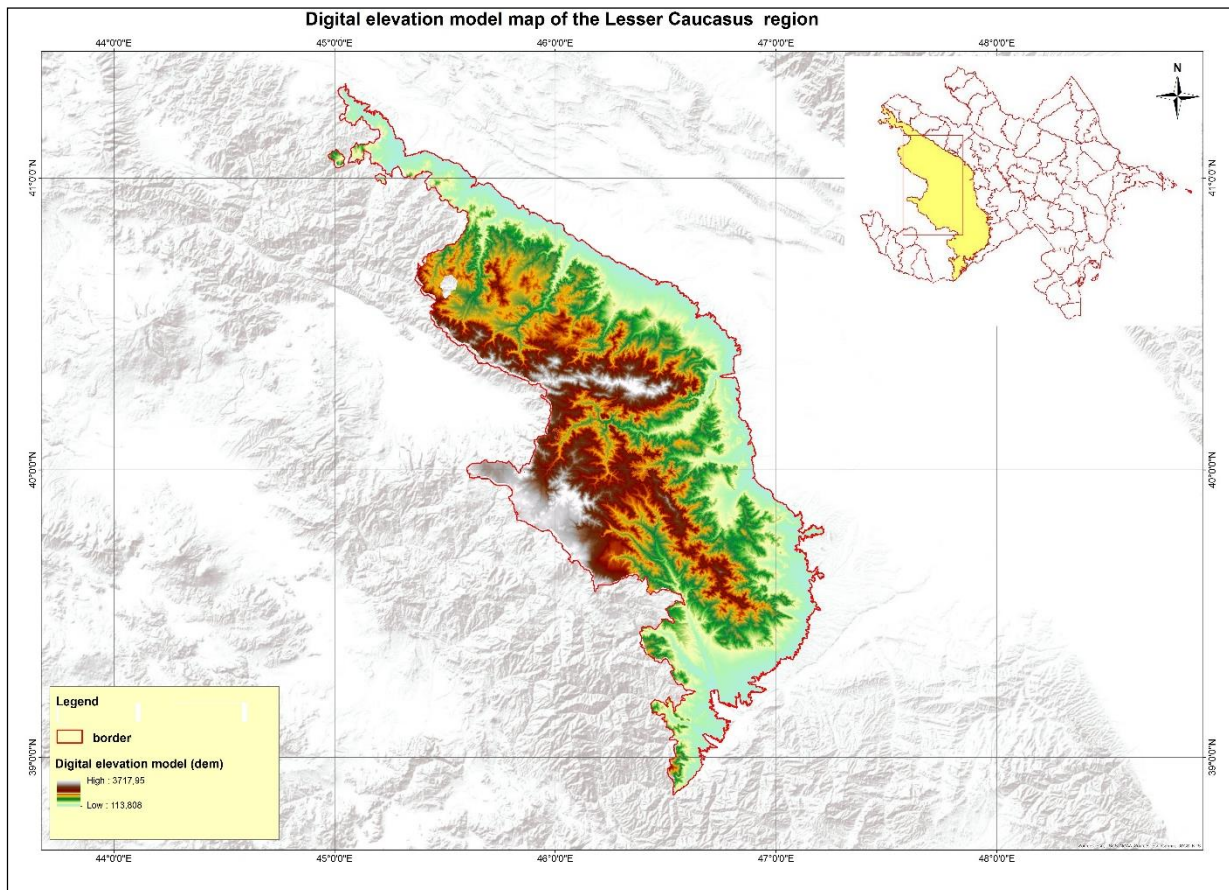 Digital elevation model map of the Lesser Caucasus region
44°0'0"E 45°0'0"E 46°0'0"E 47°0'0"E 48°0'0"E
N
41°0'0"N 41°0'0"N
40°0'0"N 40°0'0"N
39°0'0"N 39°0'0"N
Legend
border
Digital elevation model (dem)
High : 3717,95
Low : 113,808
44°0'0"E 45°0'0"E 46°0'0"E 47°0'0"E 48°0'0"E